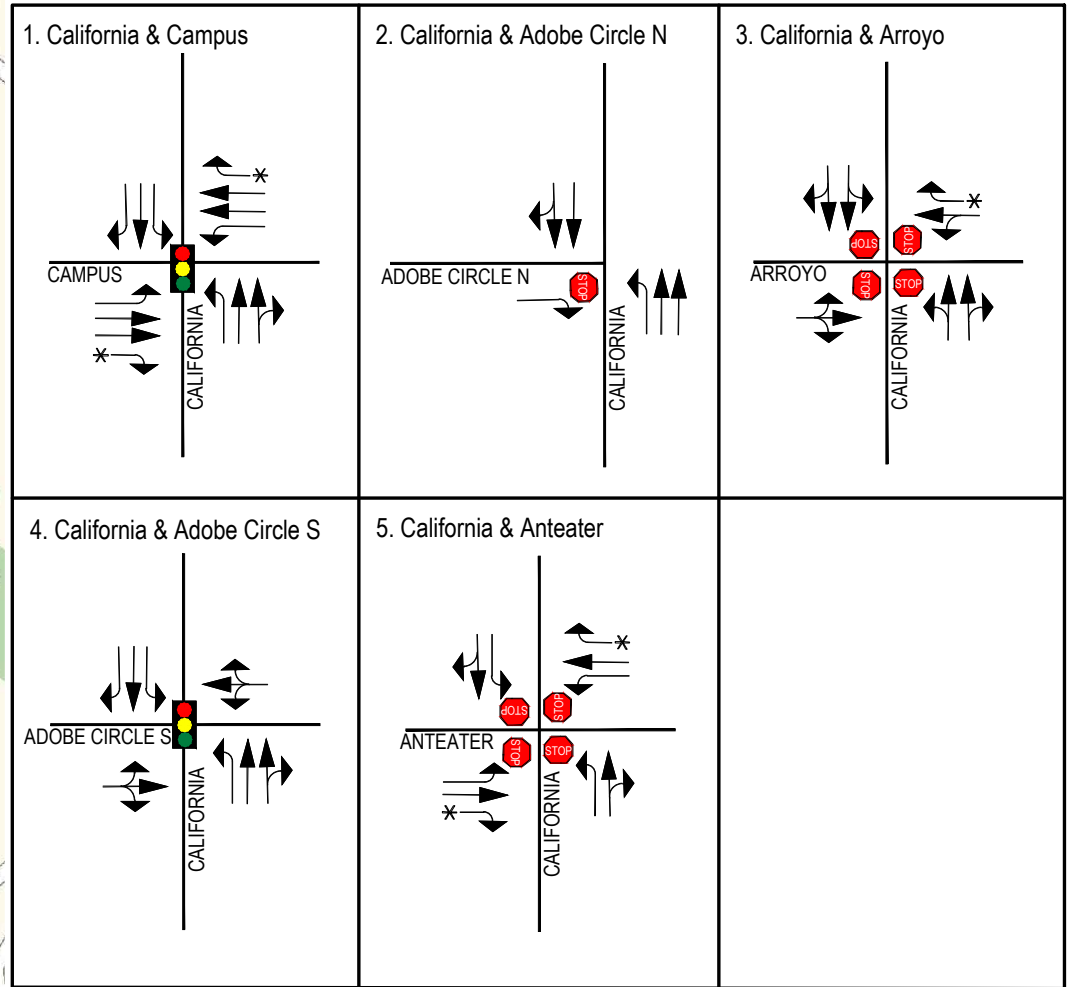 1. California & Campus
CAMPUS
CALIFORNIA
2. California & Adobe Circle N
ADOBE CIRCLE N
STOP
CALIFORNIA
3. California & Arroyo
STOP
STOP
ARROYO
STOP
STOP
CALIFORNIA
4. California & Adobe Circle S
ADOBE CIRCLE S
CALIFORNIA
5. California & Anteater
STOP
STOP
ANTEATER
STOP
STOP
CALIFORNIA